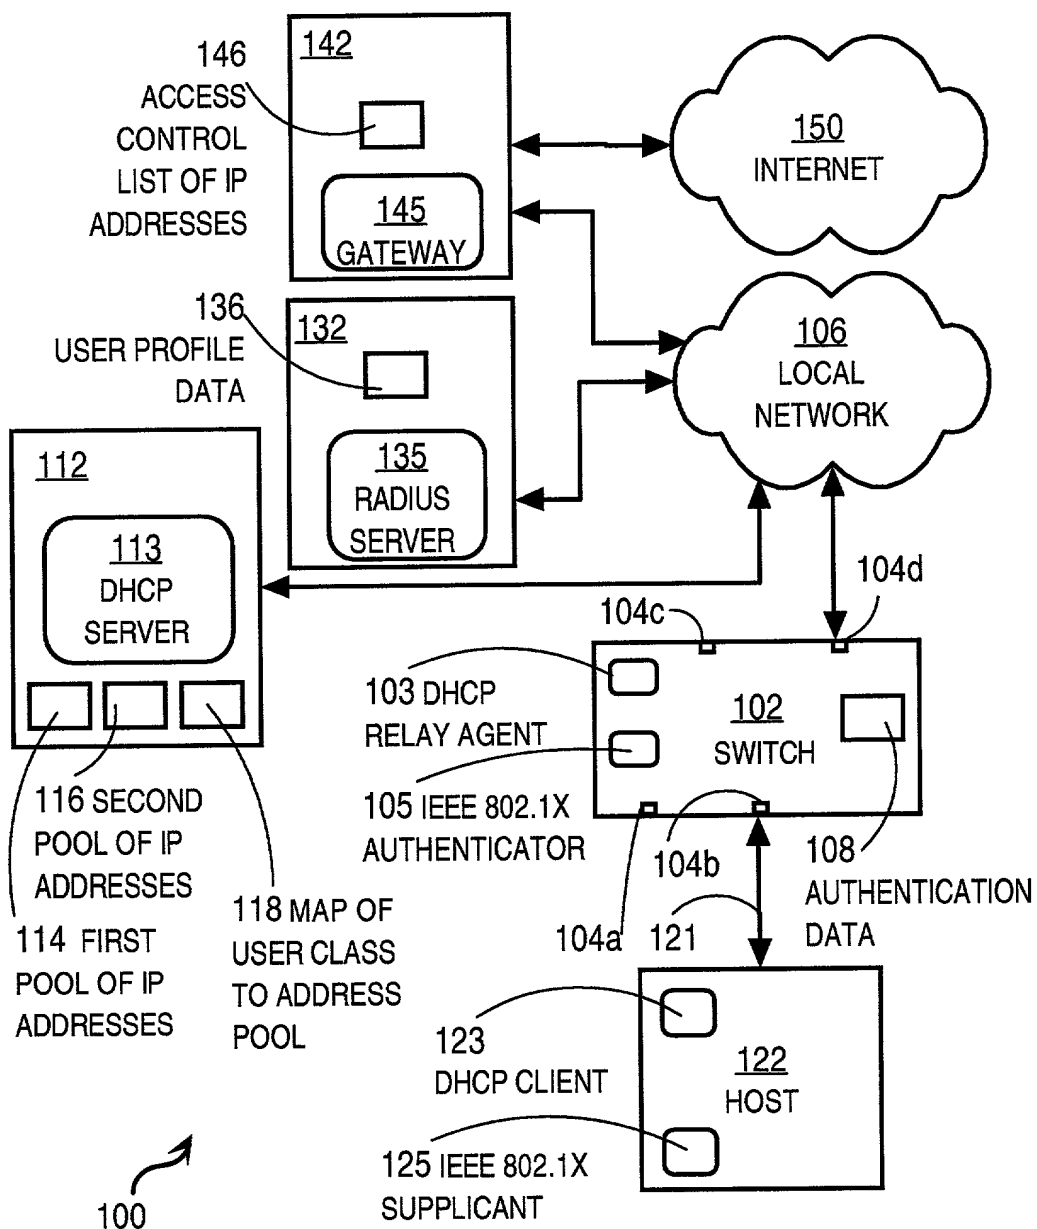 142
146
ACCESS
CONTROL
LIST OF IP
ADDRESSES
145
GATEWAY
150
INTERNET
136
USER PROFILE
DATA
132
135
RADIUS
SERVER
106
LOCAL
NETWORK
112
113
DHCP
SERVER
104c
104d
103 DHCP
RELAY AGENT
102
SWITCH
105 IEEE 802.1X
AUTHENTICATOR
116 SECOND
POOL OF IP
ADDRESSES
114 FIRST
POOL OF IP
ADDRESSES
118 MAP OF
USER CLASS
TO ADDRESS
POOL
104a
104b
121
108
AUTHENTICATION
DATA
123
DHCP CLIENT
122
HOST
125 IEEE 802.1X
SUPPLICANT
100